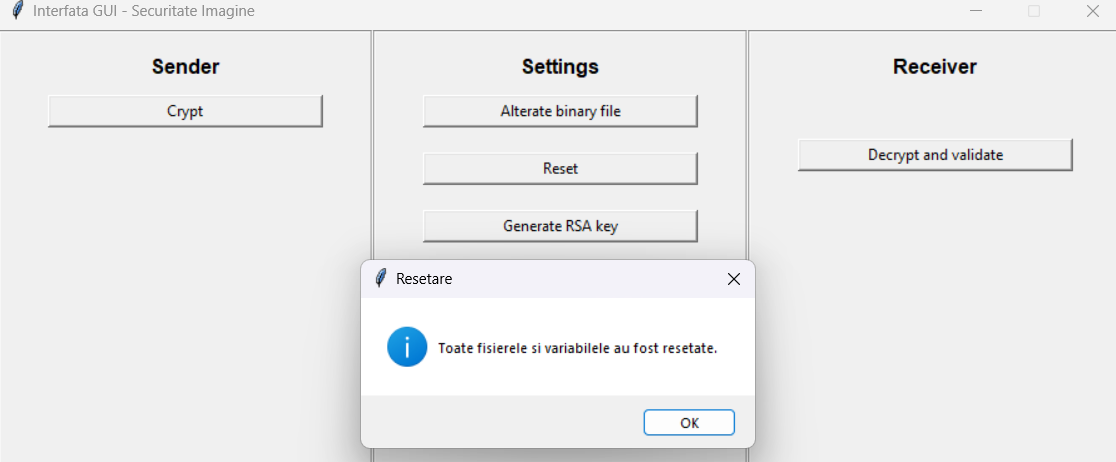 Interfata GUI - Securitate Imagine
Sender
Crypt
Settings
Alterate binary file
Reset
Generate RSA key
Receiver
Decrypt and validate
Resetare
Toate fisierele si variabilele au fost resetate.
OK